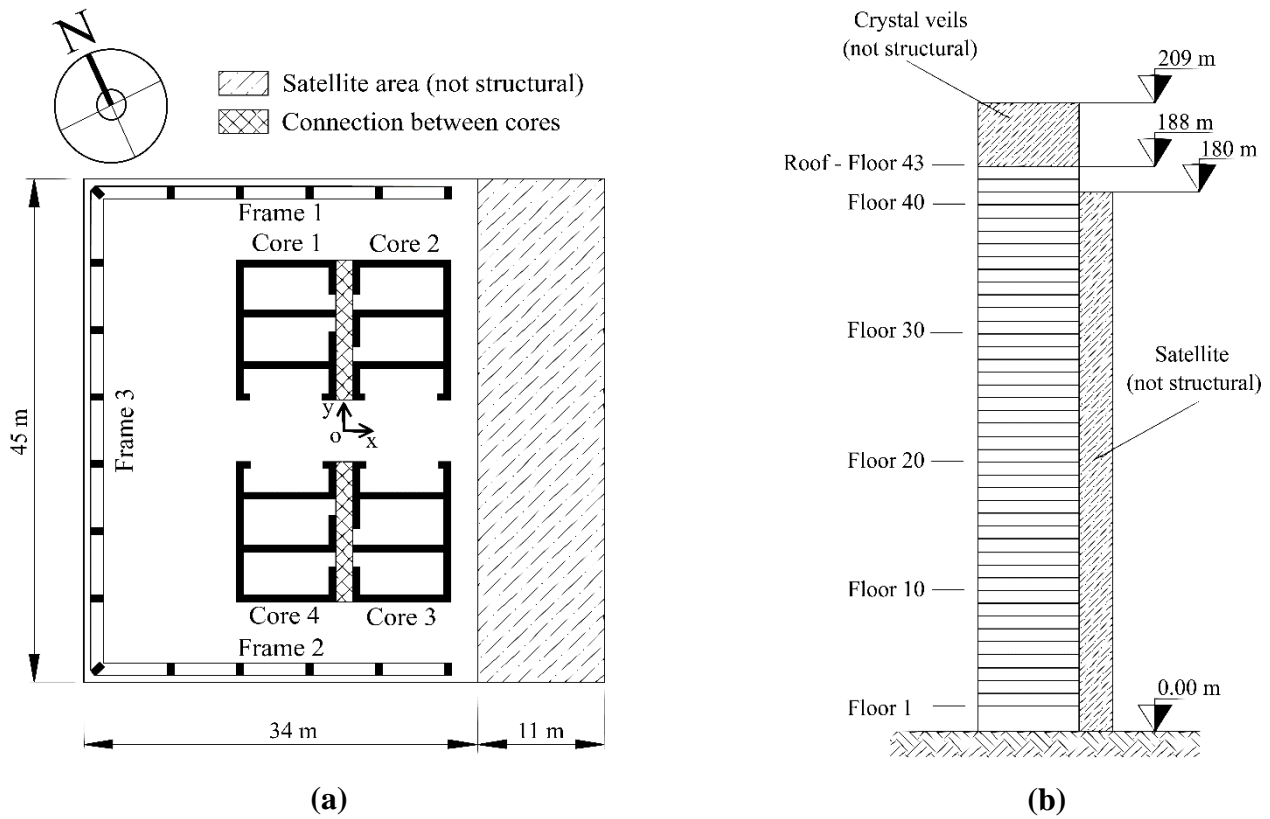 N
Satellite area (not structural)
Connection between cores
Frame 1
Core 1
Core 2
Frame 3
45 m
y
o
x
Core 4
Core 3
Frame 2
34 m
11 m
(a)
Crystal veils
(not structural)
209 m
188 m
180 m
Roof - Floor 43
Floor 40
Floor 30
Satellite
(not structural)
Floor 20
Floor 10
Floor 1
0.00 m
(b)